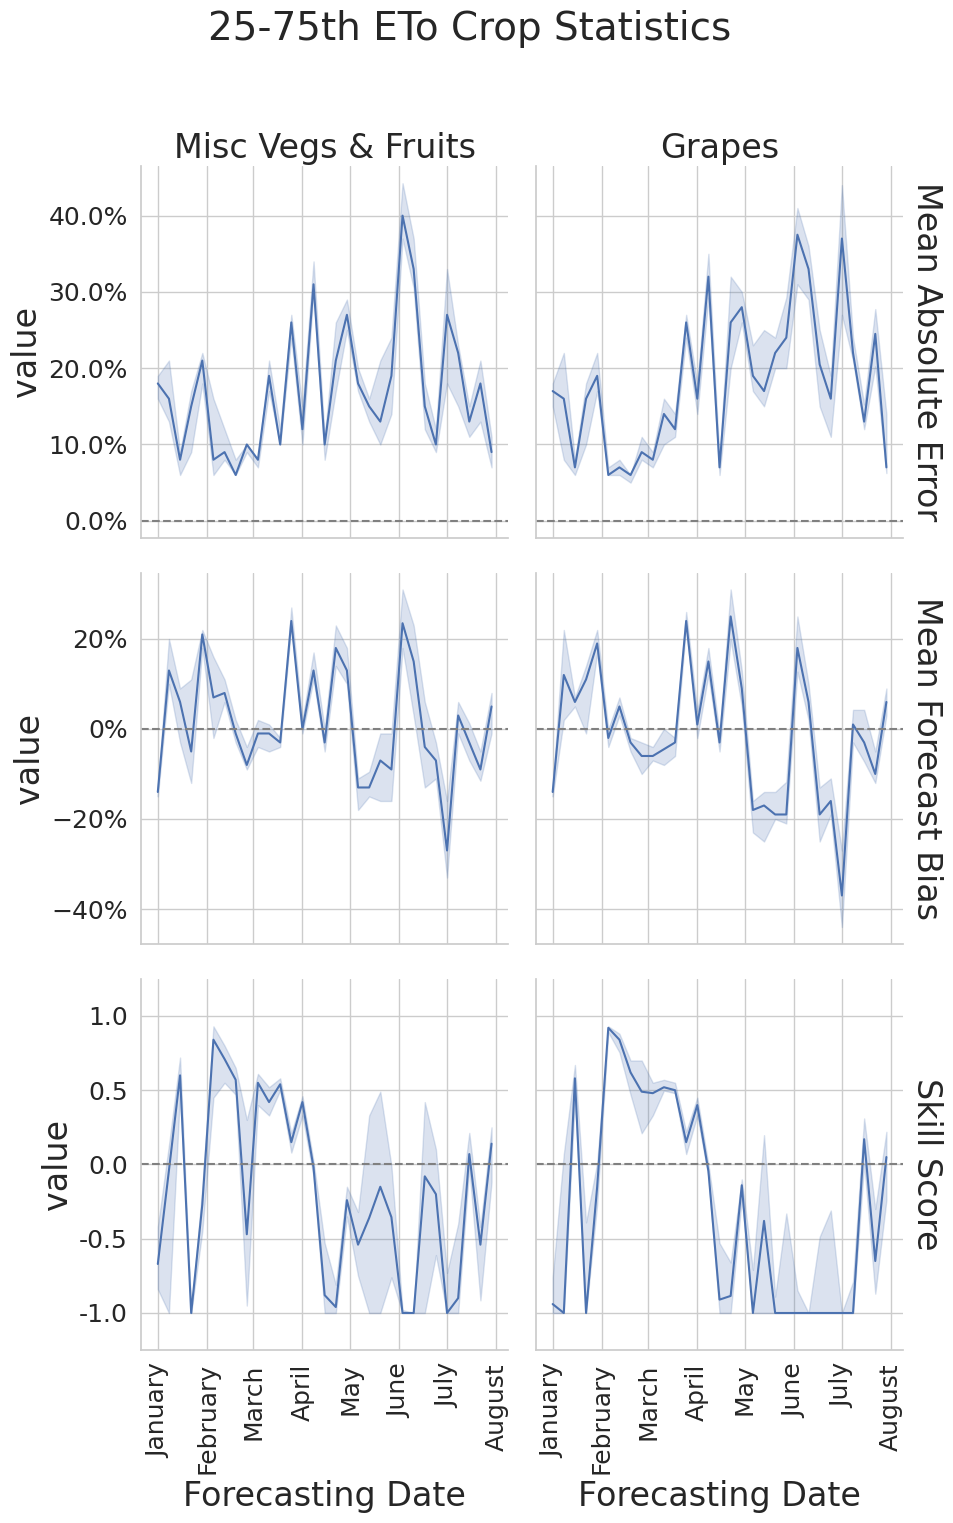 25-75th ETo Crop Statistics
Misc Vegs & Fruits
Grapes
40.0%
30.0%
20.0%
10.0%
0.0%
value
Mean Absolute Error
20%
0%
−20%
−40%
value
Mean Forecast Bias
1.0
0.5
0.0
-0.5
-1.0
value
Skill Score
January
February
March
April
May
June
July
August
January
February
March
April
May
June
July
August
Forecasting Date
Forecasting Date